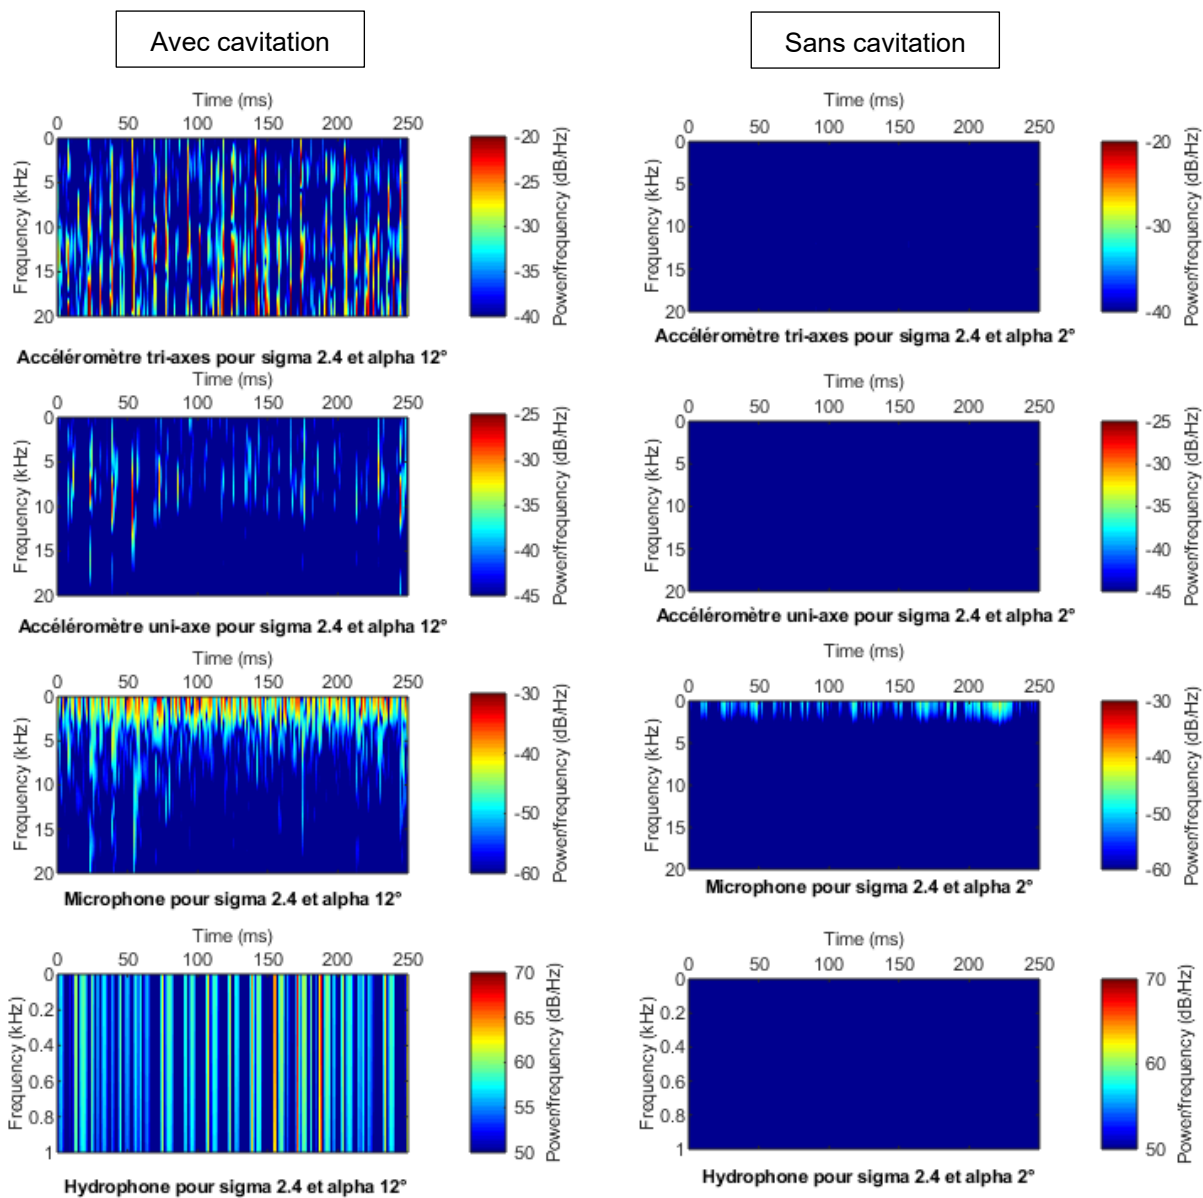 Avec cavitation
Sans cavitation
Time (ms)
0 50 100 150 200 250
Frequency (kHz)
0
5
10
15
20
-20
-25
-30
-35
-40
Power/frequency (dB/Hz)
Accéléromètre tri-axes pour sigma 2.4 et alpha 12°
Time (ms)
0 50 100 150 200 250
Frequency (kHz)
0
5
10
15
20
-20
-25
-30
-35
-40
Power/frequency (dB/Hz)
Accéléromètre tri-axes pour sigma 2.4 et alpha 2°
Time (ms)
0 50 100 150 200 250
Frequency (kHz)
0
5
10
15
20
-25
-30
-35
-40
-45
Power/frequency (dB/Hz)
Accéléromètre uni-axe pour sigma 2.4 et alpha 12°
Time (ms)
0 50 100 150 200 250
Frequency (kHz)
0
5
10
15
20
-25
-30
-35
-40
-45
Power/frequency (dB/Hz)
Accéléromètre uni-axe pour sigma 2.4 et alpha 2°
Time (ms)
0 50 100 150 200 250
Frequency (kHz)
0
5
10
15
20
-30
-40
-50
-60
Power/frequency (dB/Hz)
Microphone pour sigma 2.4 et alpha 12°
Time (ms)
0 50 100 150 200 250
Frequency (kHz)
0
5
10
15
20
-30
-40
-50
-60
Power/frequency (dB/Hz)
Microphone pour sigma 2.4 et alpha 2°
Time (ms)
0 50 100 150 200 250
Frequency (kHz)
0
0.2
0.4
0.6
0.8
1
70
65
60
55
50
Power/frequency (dB/Hz)
Hydrophone pour sigma 2.4 et alpha 12°
Time (ms)
0 50 100 150 200 250
Frequency (kHz)
0
0.2
0.4
0.6
0.8
1
70
60
50
Power/frequency (dB/Hz)
Hydrophone pour sigma 2.4 et alpha 2°